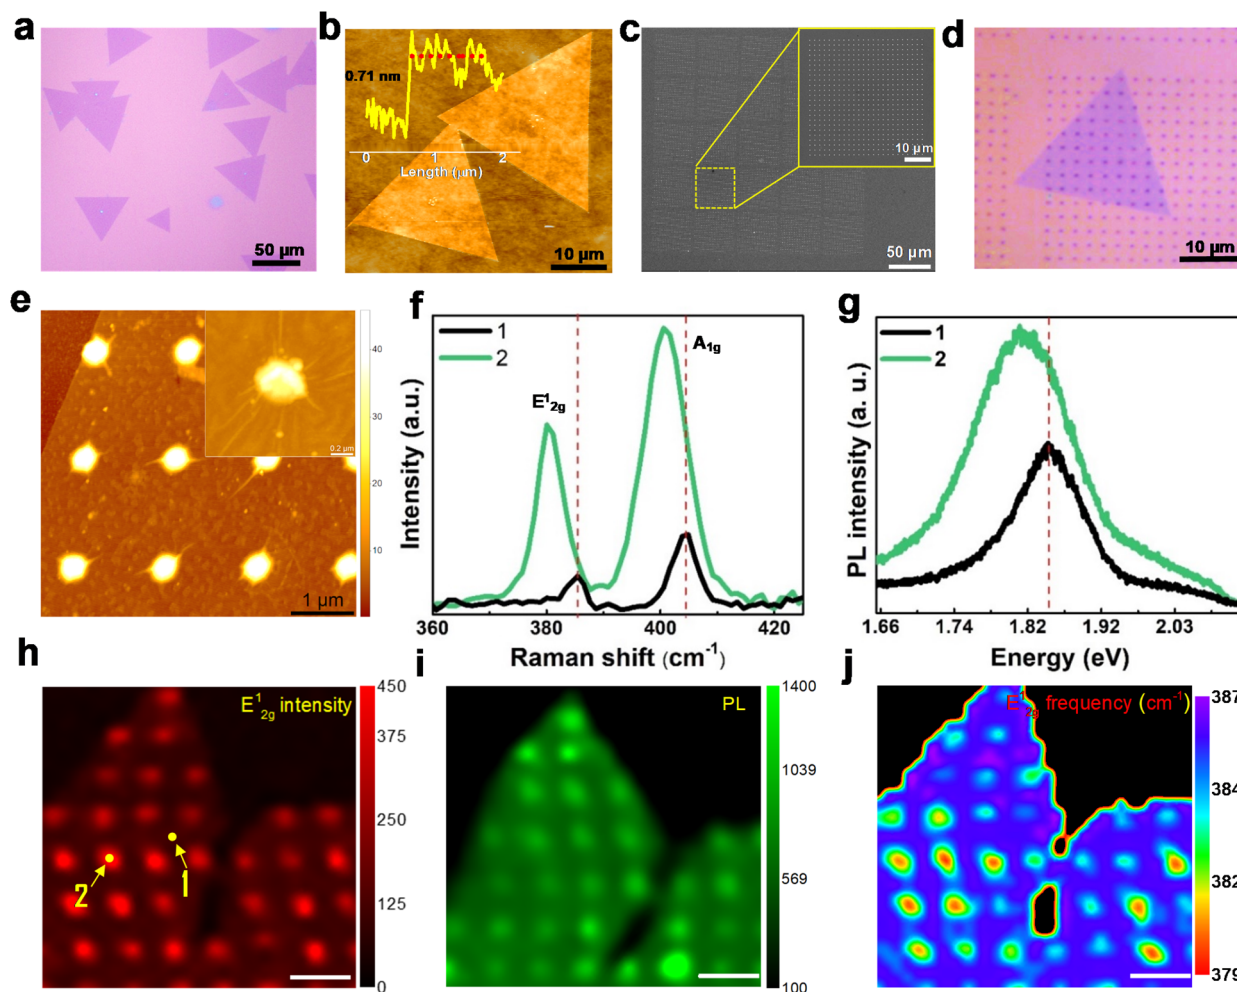 a
50 µm
b
0.71 nm
0 1 2
Length (µm)
10 µm
c
10 µm
50 µm
d
10 µm
e
0.2 µm
1 µm
40
30
20
10
f
1
2
E¹₂g
A₁g
Intensity (a.u.)
360 380 400 420
Raman shift (cm⁻¹)
g
1
2
PL intensity (a. u.)
1.66 1.74 1.82 1.92 2.03
Energy (eV)
h
E¹₂g intensity
2
1
450
375
250
225
125
0
i
PL
1400
1039
569
100
j
E¹₂g frequency (cm⁻¹)
387
384
382
379